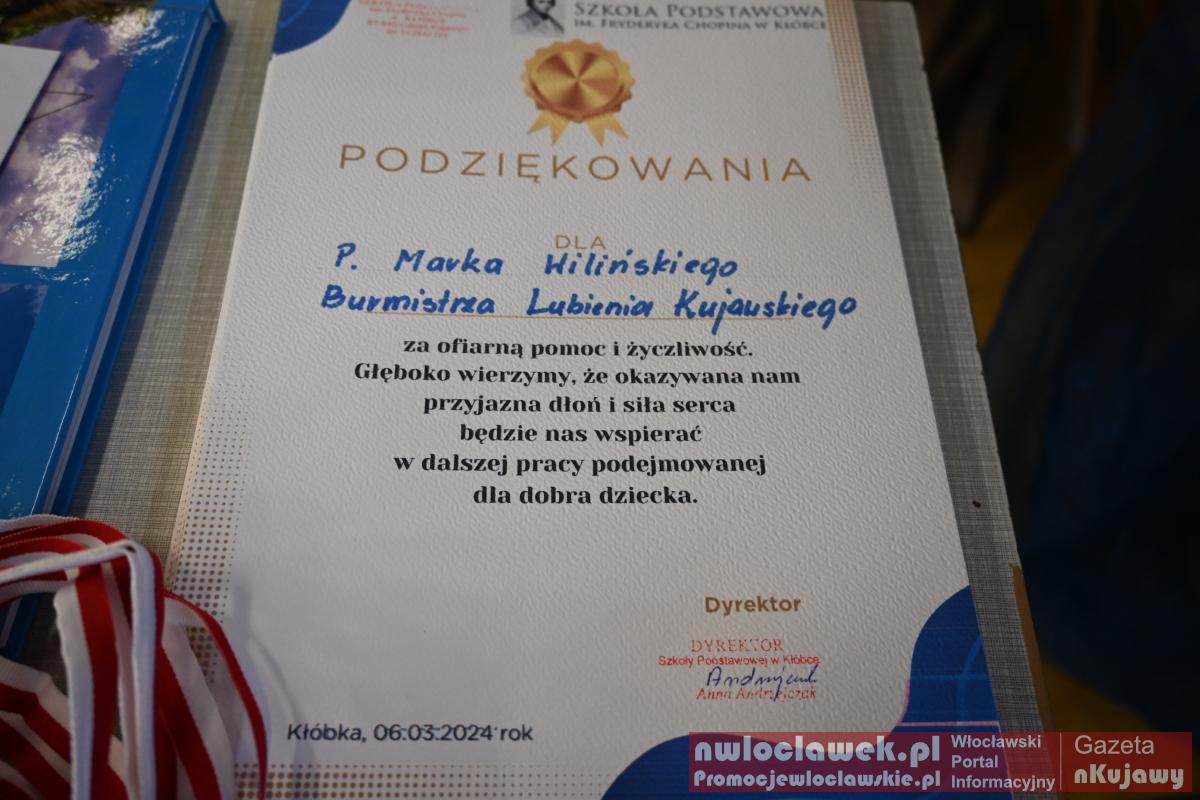 SZKOŁA PODSTAWOWA
IM. FRYDERYKA CHOPINA W KŁÓBCE
PODZIĘKOWANIA
DLA
P. Marka Wilińskiego
Burmistrza Lubienia Kujawskiego
za ofiarną pomoc i życzliwość.
Głęboko wierzymy, że okazywana nam
przyjazna dłoń i siła serca
będzie nas wspierać
w dalszej pracy podejmowanej
dla dobra dziecka.
Dyrektor
DYREKTOR
Szkoły Podstawowej w Kłóbce
Anna Andrzejczak
Kłóbka, 06.03.2024 rok
nwloclawek.pl
Promocjewloclawskie.pl
Włocławski
Portal
Informacyjny
Gazeta
nKujawy